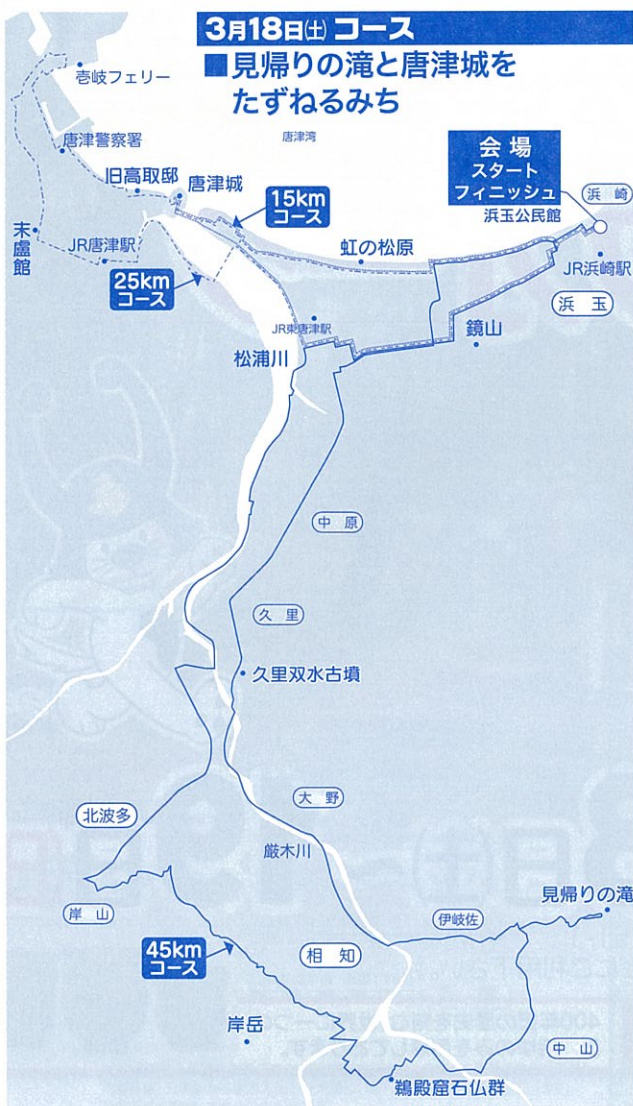 3月18日(土) コース
■見帰りの滝と唐津城を
たずねるみち
壱岐フェリー
唐津警察署
唐津湾
旧高取邸
唐津城
15km
コース
会場
スタート
フィニッシュ
浜玉公民館
浜崎
末盧館
JR唐津駅
25km
コース
虹の松原
JR浜崎駅
浜玉
JR東唐津駅
鏡山
松浦川
中原
久里
久里双水古墳
大野
北波多
厳木川
見帰りの滝
岸山
伊岐佐
45km
コース
相知
岸岳
中山
鵜殿窟石仏群